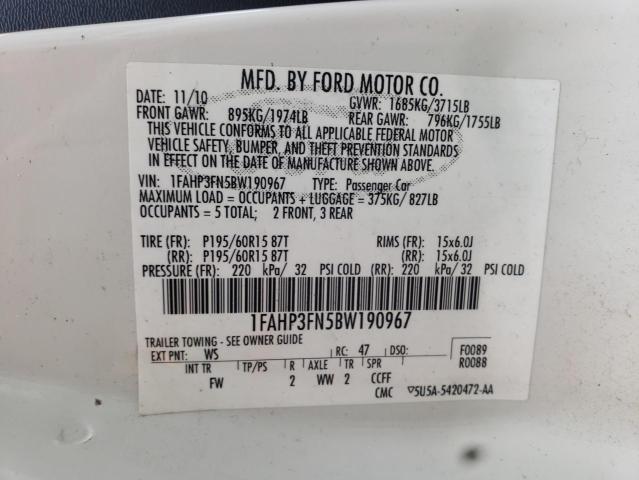 MFD. BY FORD MOTOR CO.
DATE: 11/10 GVWR: 1685KG/3715LB
FRONT GAWR: 895KG/1974LB REAR GAWR: 796KG/1755LB
THIS VEHICLE CONFORMS TO ALL APPLICABLE FEDERAL MOTOR
VEHICLE SAFETY, BUMPER, AND THEFT PREVENTION STANDARDS
IN EFFECT ON THE DATE OF MANUFACTURE SHOWN ABOVE.
VIN: 1FAHP3FN5BW190967 TYPE: Passenger Car
MAXIMUM LOAD = OCCUPANTS + LUGGAGE = 375KG/ 827LB
OCCUPANTS = 5 TOTAL; 2 FRONT, 3 REAR
TIRE (FR): P195/60R15 87T RIMS (FR): 15x6.0J
(RR): P195/60R15 87T (RR): 15x6.0J
PRESSURE (FR): 220 kPa/ 32 PSI COLD (RR): 220 kPa/ 32 PSI COLD
1FAHP3FN5BW190967
TRAILER TOWING - SEE OWNER GUIDE
EXT PNT: WS RC: 47 DSO: F0089
INT TR TP/PS R AXLE TR SPR R0088
FW 2 WW 2 CCFF
CMC ▽5U5A-5420472-AA